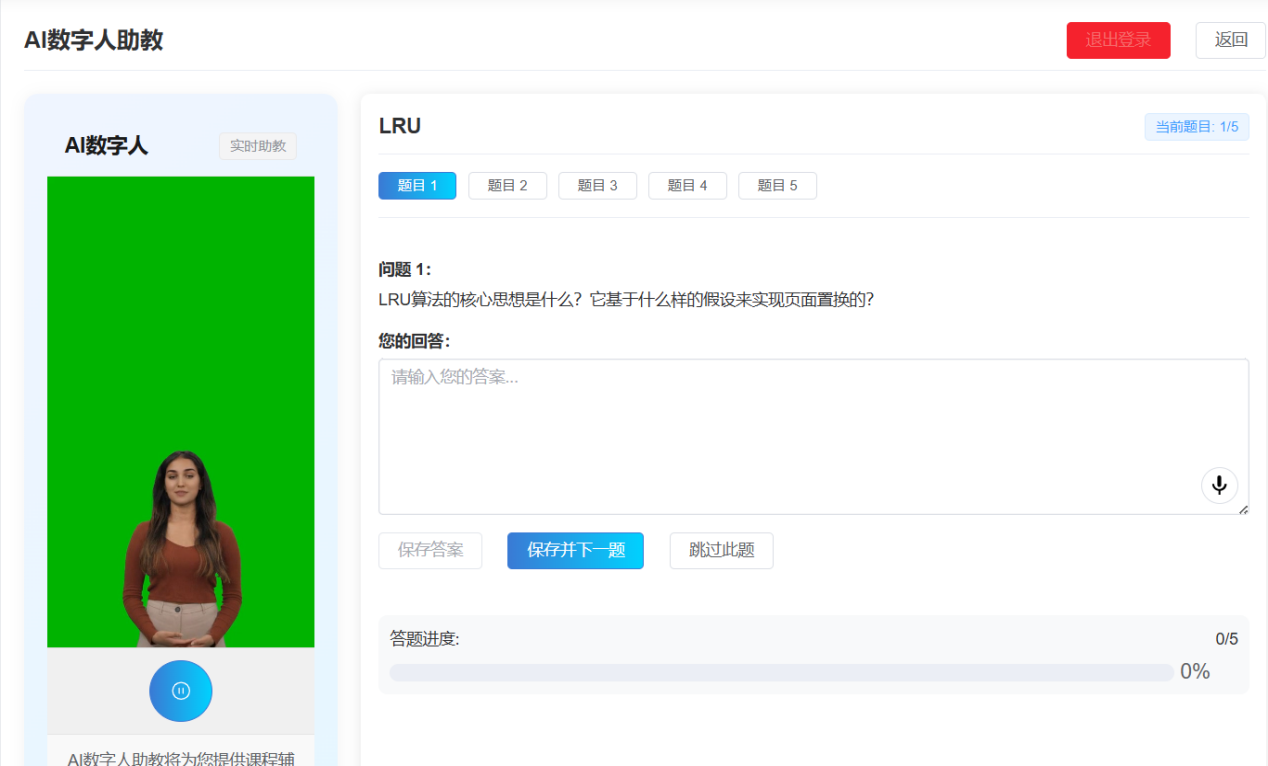 AI数字人助教
退出登录
返回
AI数字人
实时助教
AI数字人助教将为您提供课程辅
LRU
当前题目: 1/5
题目 1
题目 2
题目 3
题目 4
题目 5
问题 1：
LRU算法的核心思想是什么？它基于什么样的假设来实现页面置换的？
您的回答：
请输入您的答案...
保存答案
保存并下一题
跳过此题
答题进度:
0/5
0%